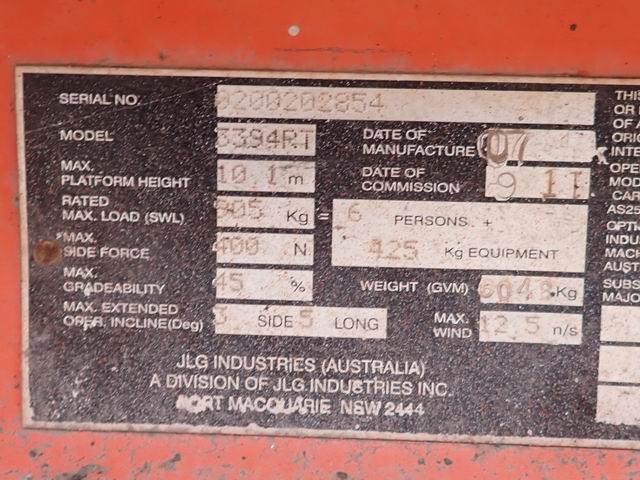 SERIAL NO. 0200202854
MODEL 3394RT DATE OF MANUFACTURE 07
MAX. PLATFORM HEIGHT 10.1 m DATE OF COMMISSION 9 11
RATED MAX. LOAD (SWL) 905 Kg = 6 PERSONS +
MAX. SIDE FORCE 400 N 425 Kg EQUIPMENT
MAX. GRADEABILITY 45 % WEIGHT (GVM) Kg
MAX. EXTENDED OPER. INCLINE(Deg) 3 SIDE 5 LONG MAX. WIND 12.5 n/s
JLG INDUSTRIES (AUSTRALIA)
A DIVISION OF JLG INDUSTRIES INC.
PORT MACQUARIE NSW 2444